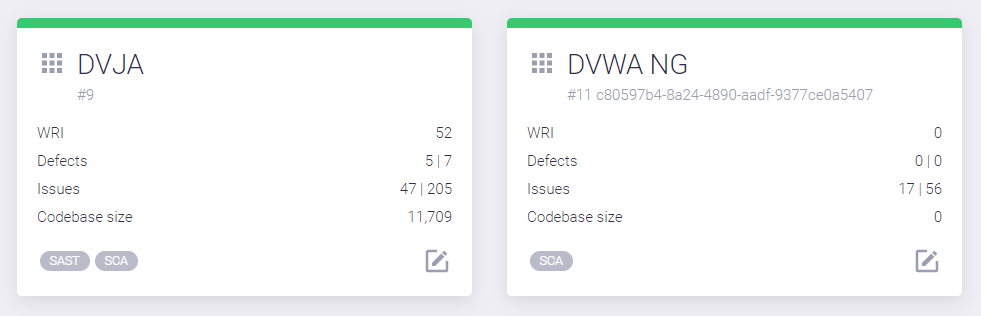 DVJA
#9
WRI 52
Defects 5 | 7
Issues 47 | 205
Codebase size 11,709
SAST SCA
DVWA NG
#11 c80597b4-8a24-4890-aadf-9377ce0a5407
WRI 0
Defects 0 | 0
Issues 17 | 56
Codebase size 0
SCA